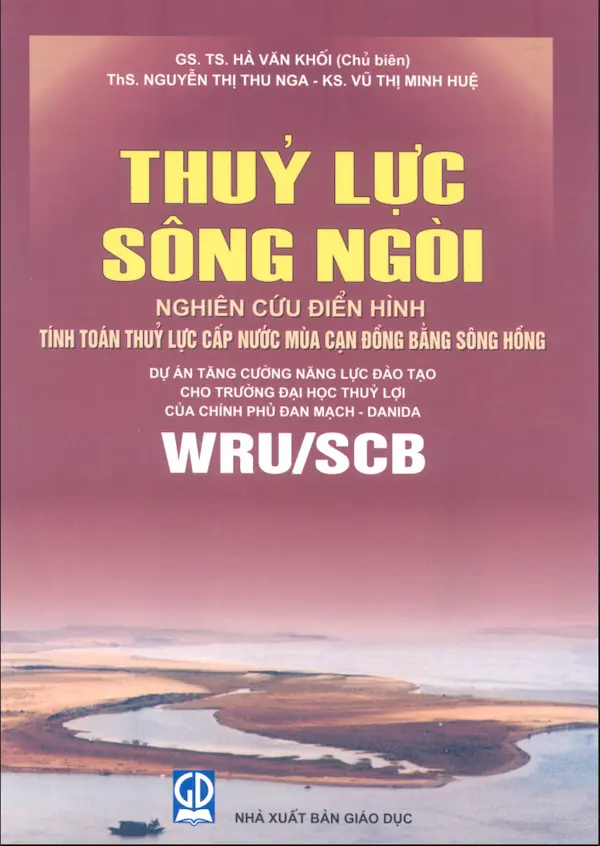 GS. TS. HÀ VĂN KHỐI (Chủ biên)
ThS. NGUYỄN THỊ THU NGA - KS. VŨ THỊ MINH HUỆ
THUỶ LỰC
SÔNG NGÒI
NGHIÊN CỨU ĐIỂN HÌNH
TÍNH TOÁN THUỶ LỰC CẤP NƯỚC MÙA CẠN ĐỒNG BẰNG SÔNG HỒNG
DỰ ÁN TĂNG CƯỜNG NĂNG LỰC ĐÀO TẠO
CHO TRƯỜNG ĐẠI HỌC THUỶ LỢI
CỦA CHÍNH PHỦ ĐAN MẠCH - DANIDA
WRU/SCB
GD
NHÀ XUẤT BẢN GIÁO DỤC